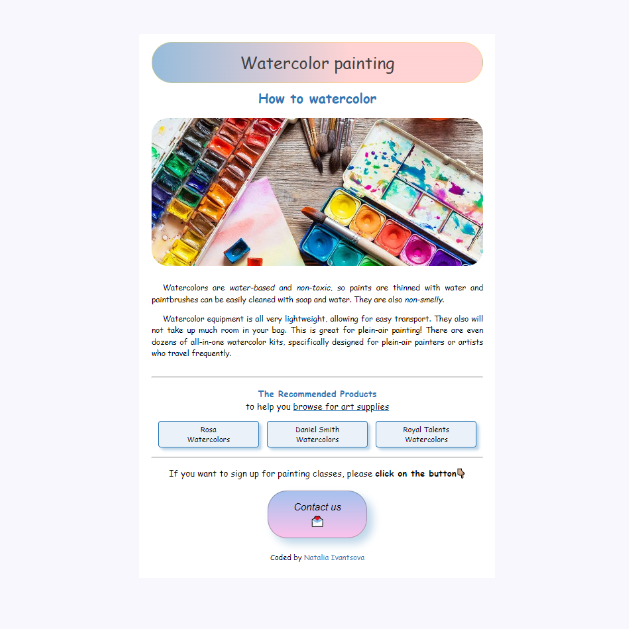 Watercolor painting
How to watercolor
Watercolors are water-based and non-toxic, so paints are thinned with water and
paintbrushes can be easily cleaned with soap and water. They are also non-smelly.
Watercolor equipment is all very lightweight, allowing for easy transport. They also will
not take up much room in your bag. This is great for plein-air painting! There are even
dozens of all-in-one watercolor kits, specifically designed for plein-air painters or artists
who travel frequently.
The Recommended Products
to help you browse for art supplies
Rosa
Watercolors
Daniel Smith
Watercolors
Royal Talents
Watercolors
If you want to sign up for painting classes, please click on the button👇
Contact us
Coded by Natalia Ivantsova